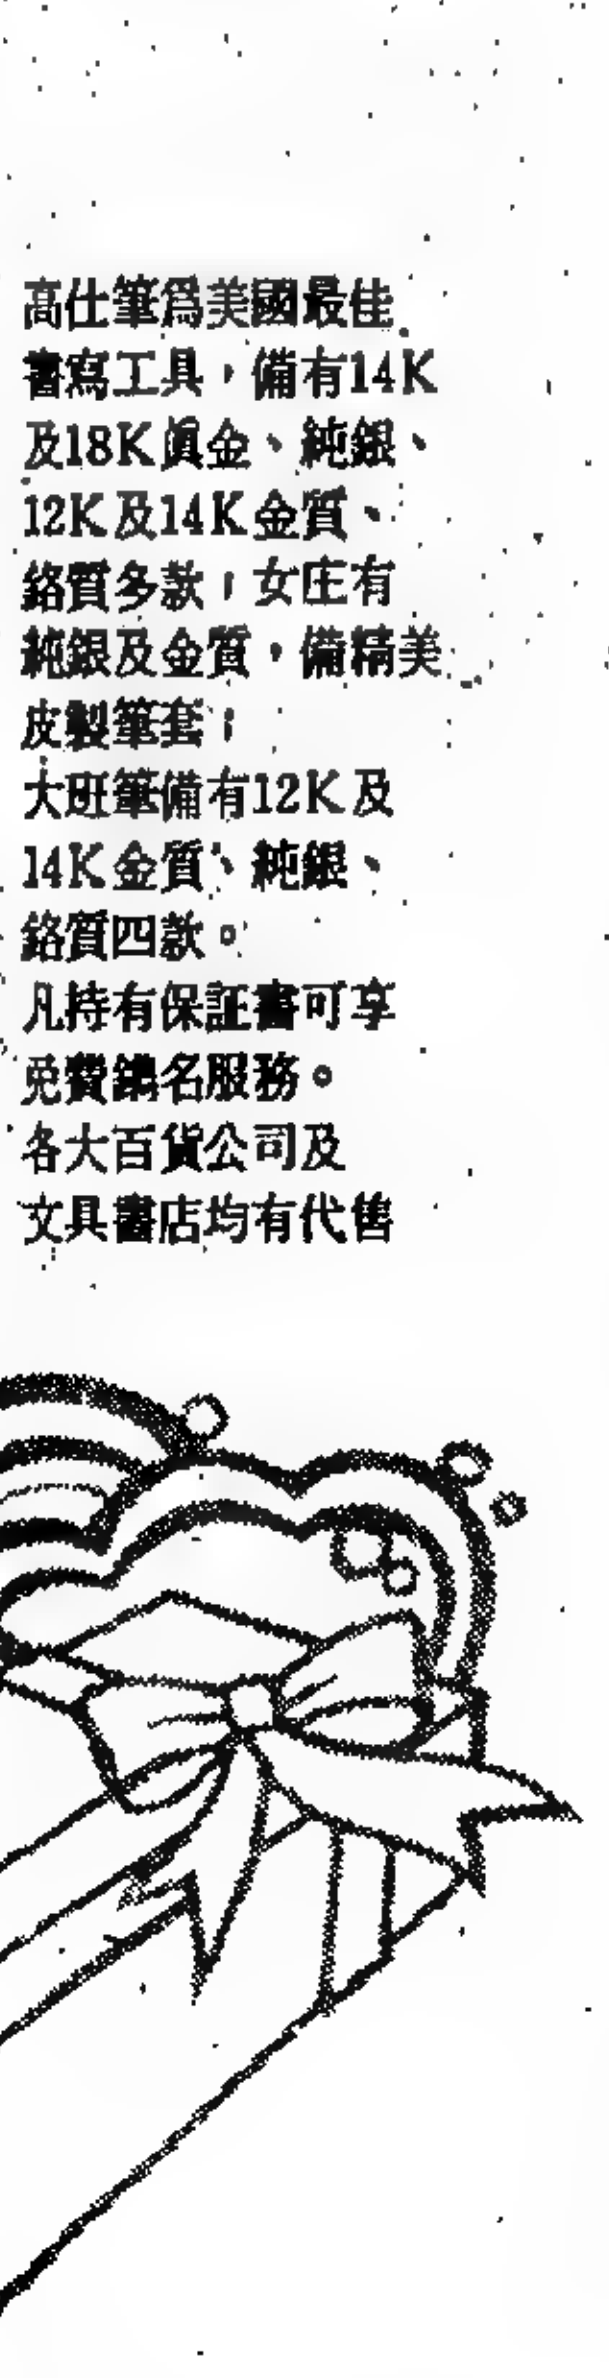 高仕筆爲美國最佳
書寫工具，備有14K
及18K眞金、純銀、
12K及14K金質、
鉻質多款；女庄有
純銀及金質，備精美
皮製筆套；
大班筆備有12K及
14K金質、純銀、
鉻質四款。
凡持有保証書可享
免費鐫名服務。
各大百貨公司及
文具書店均有代售